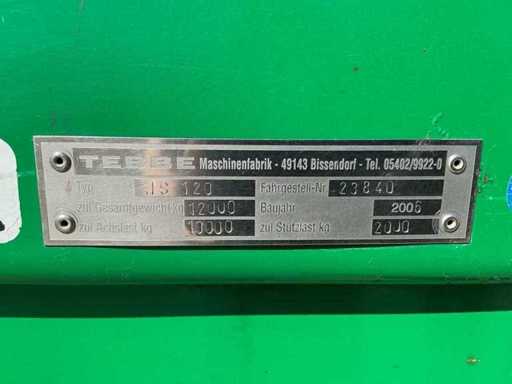 TEBBE Maschinenfabrik - 49143 Bissendorf - Tel. 05402/9922-0
Typ JS 120 Fahrgestell-Nr. 23840
zul Gesamtgewicht kg 12000 Baujahr 2006
zul Achslast kg 10000 zul Stützlast kg 2000